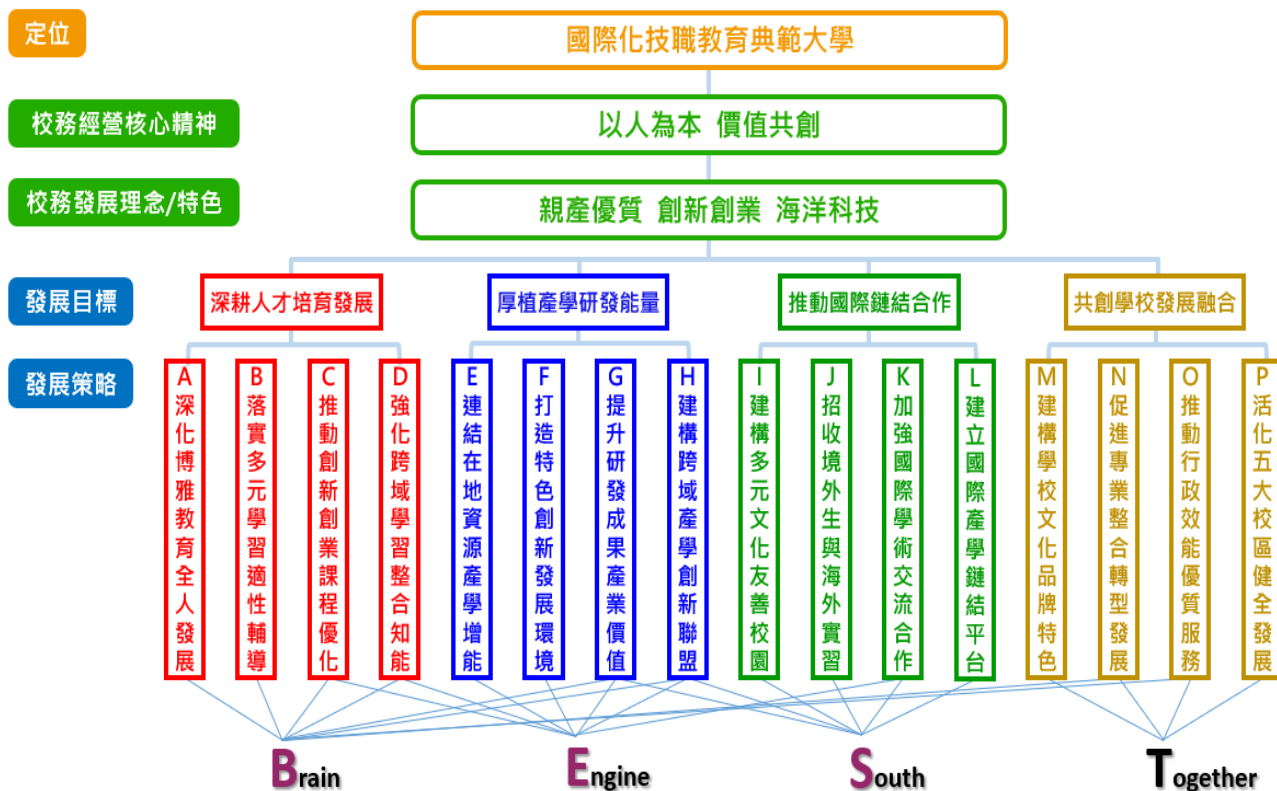 定位
國際化技職教育典範大學
校務經營核心精神
以人為本 價值共創
校務發展理念/特色
親產優質 創新創業 海洋科技
發展目標
深耕人才培育發展
厚植產學研發能量
推動國際鏈結合作
共創學校發展融合
發展策略
A深化博雅教育全人發展
B落實多元學習適性輔導
C推動創新創業課程優化
D強化跨域學習整合知能
E連結在地資源產學增能
F打造特色創新發展環境
G提升研發成果產業價值
H建構跨域產學創新聯盟
I建構多元文化友善校園
J招收境外生與海外實習
K加強國際學術交流合作
L建立國際產學鏈結平台
M建構學校文化品牌特色
N促進專業整合轉型發展
O推動行政效能優質服務
P活化五大校區健全發展
Brain
Engine
South
Together